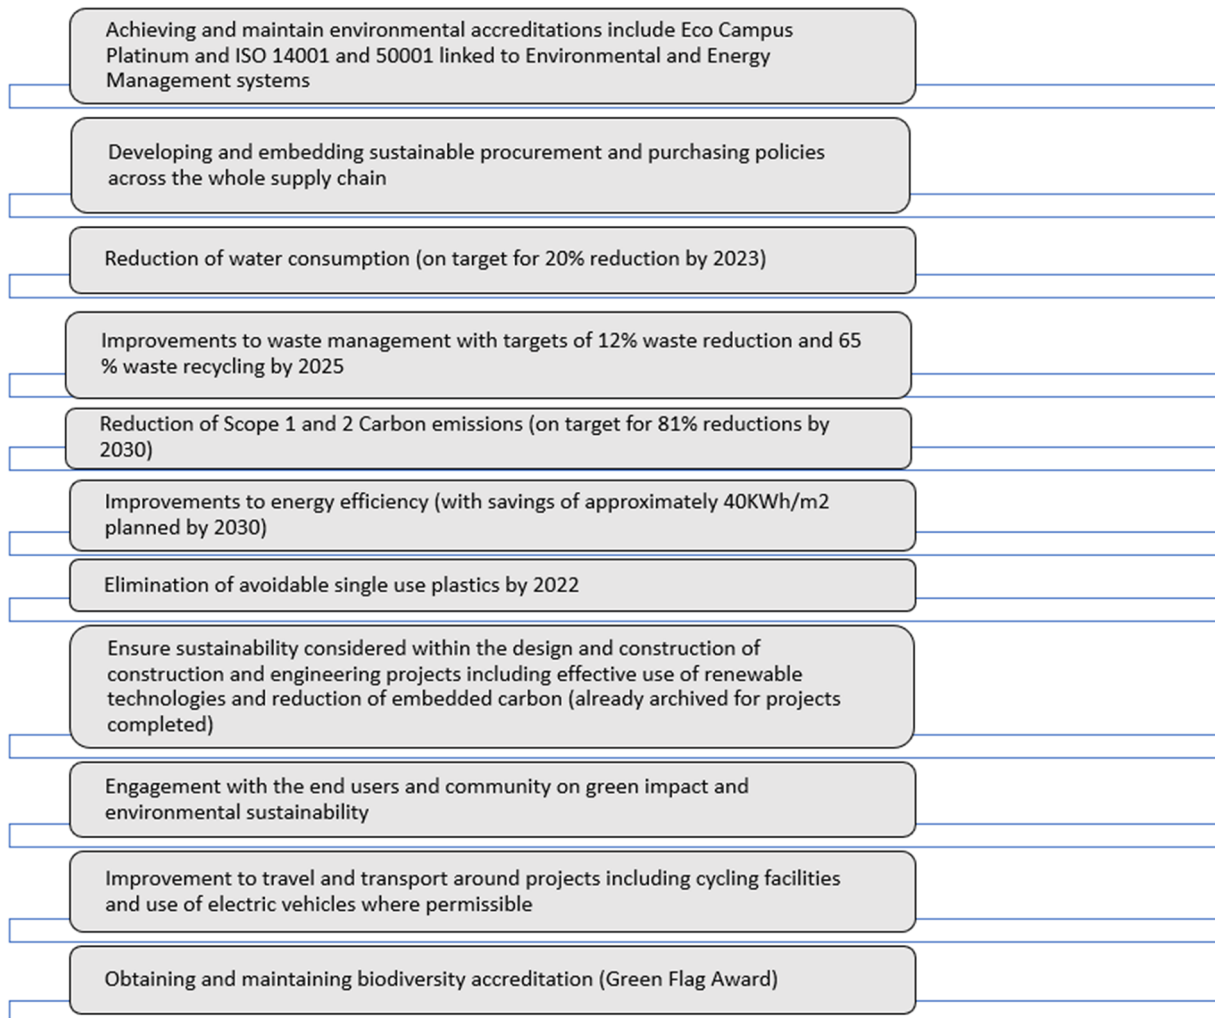 Achieving and maintain environmental accreditations include Eco Campus
Platinum and ISO 14001 and 50001 linked to Environmental and Energy
Management systems
Developing and embedding sustainable procurement and purchasing policies
across the whole supply chain
Reduction of water consumption (on target for 20% reduction by 2023)
Improvements to waste management with targets of 12% waste reduction and 65
% waste recycling by 2025
Reduction of Scope 1 and 2 Carbon emissions (on target for 81% reductions by
2030)
Improvements to energy efficiency (with savings of approximately 40KWh/m2
planned by 2030)
Elimination of avoidable single use plastics by 2022
Ensure sustainability considered within the design and construction of
construction and engineering projects including effective use of renewable
technologies and reduction of embedded carbon (already archived for projects
completed)
Engagement with the end users and community on green impact and
environmental sustainability
Improvement to travel and transport around projects including cycling facilities
and use of electric vehicles where permissible
Obtaining and maintaining biodiversity accreditation (Green Flag Award)